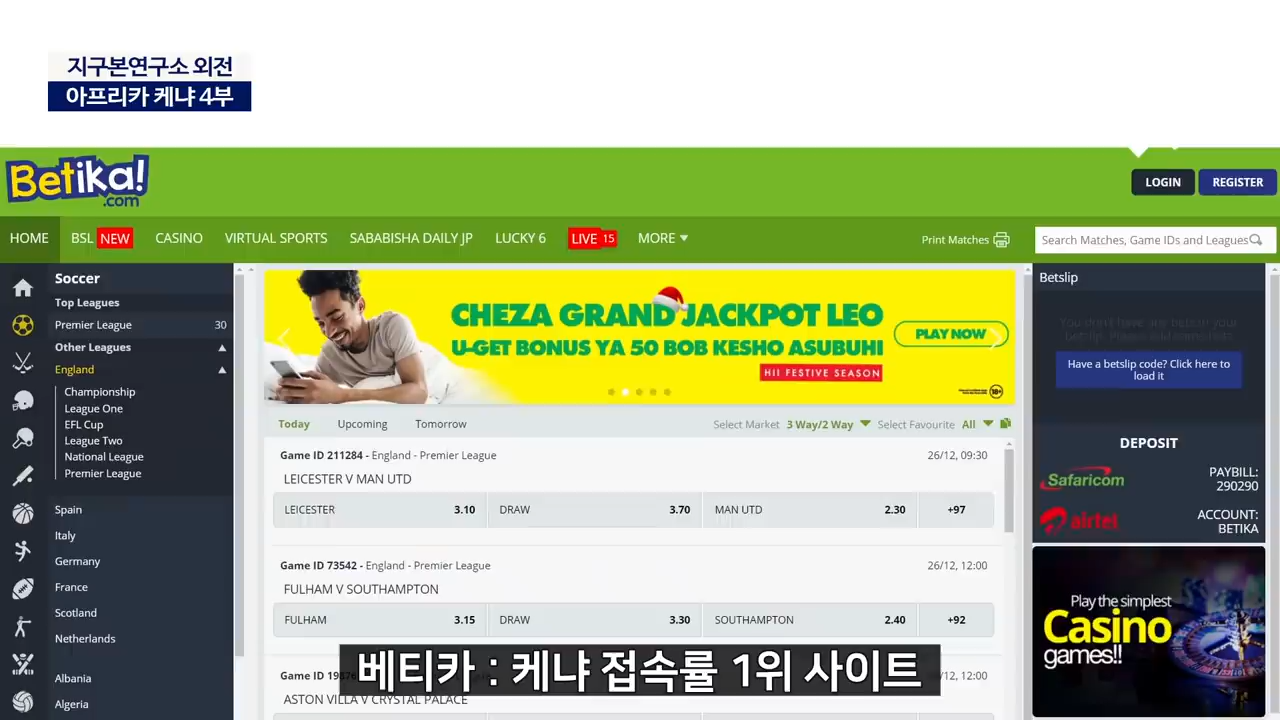 지구본연구소 외전
아프리카 케냐 4부
Betika!
.com
LOGIN
REGISTER
HOME
BSL NEW
CASINO
VIRTUAL SPORTS
SABABISHA DAILY JP
LUCKY 6
LIVE 15
MORE
Print Matches
Search Matches, Game IDs and Leagues
Soccer
Top Leagues
Premier League 30
Other Leagues
England
Championship
League One
EFL Cup
League Two
National League
Premier League
Spain
Italy
Germany
France
Scotland
Netherlands
Albania
Algeria
CHEZA GRAND JACKPOT LEO
U-GET BONUS YA 50 BOB KESHO ASUBUHI
HII FESTIVE SEASON
PLAY NOW
18+
Today
Upcoming
Tomorrow
Select Market 3 Way/2 Way
Select Favourite All
Game ID 211284 - England - Premier League 26/12, 09:30
LEICESTER V MAN UTD
LEICESTER 3.10 DRAW 3.70 MAN UTD 2.30 +97
Game ID 73542 - England - Premier League 26/12, 12:00
FULHAM V SOUTHAMPTON
FULHAM 3.15 DRAW 3.30 SOUTHAMPTON 2.40 +92
Game ID
12:00
ASTON VILLA V CRYSTAL PALACE
베티카 : 케냐 접속률 1위 사이트
Betslip
Have a betslip code? Click here to
load it
DEPOSIT
Safaricom
PAYBILL:
290290
airtel
ACCOUNT:
BETIKA
Play the simplest
Casino
games!!